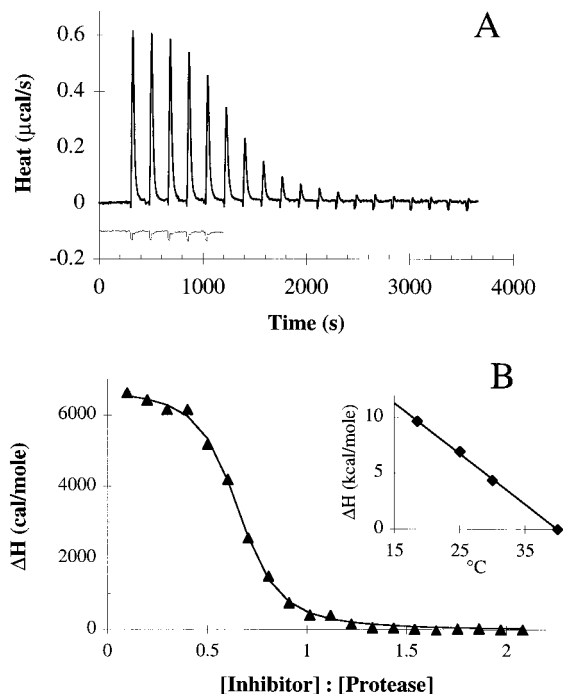 A
0.6
0.4
0.2
0
-0.2
Heat (µcal/s)
0 1000 2000 3000 4000
Time (s)
B
6000
4000
2000
0
ΔH (cal/mole)
0 0.5 1 1.5 2
[Inhibitor] : [Protease]
10
5
0
ΔH (kcal/mole)
15 25 35
°C